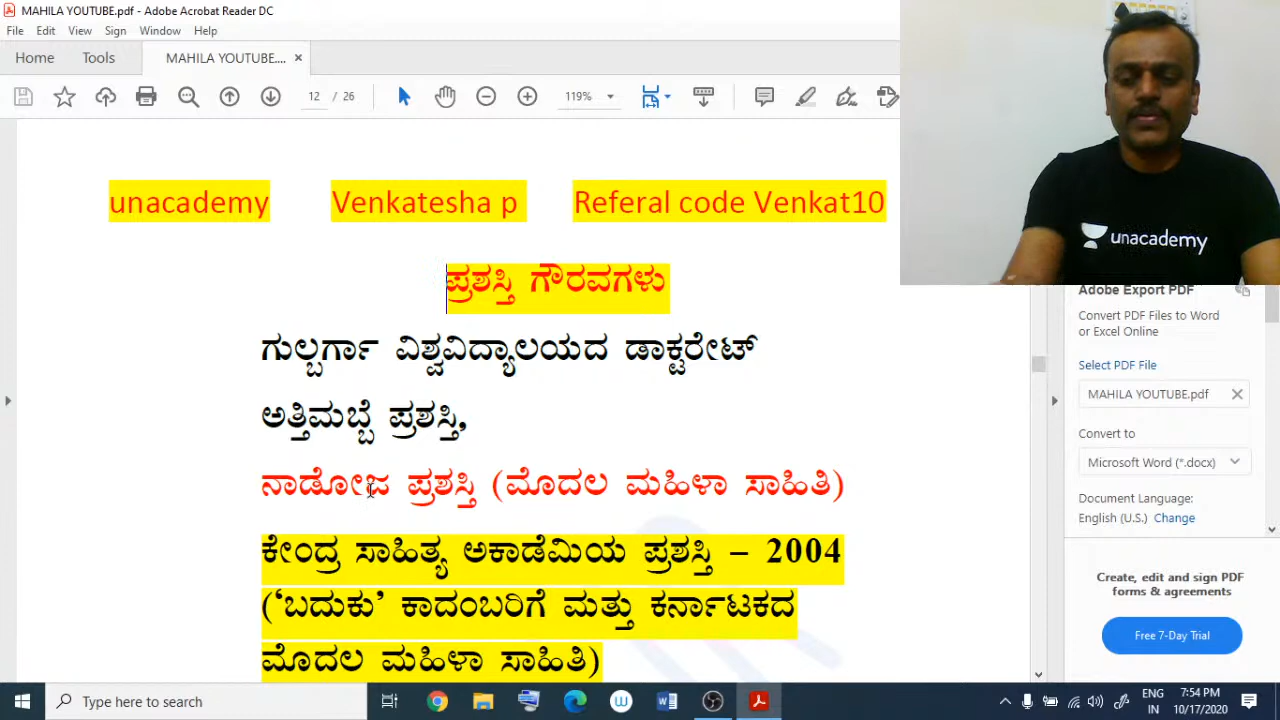 MAHILA YOUTUBE.pdf - Adobe Acrobat Reader DC
File Edit View Sign Window Help
Home Tools MAHILA YOUTUBE.... ×
12 / 26 119%
unacademy Venkatesha p Referal code Venkat10
unacademy
ಪ್ರಶಸ್ತಿ ಗೌರವಗಳು
ಗುಲ್ಬರ್ಗಾ ವಿಶ್ವವಿದ್ಯಾಲಯದ ಡಾಕ್ಟರೇಟ್
ಅತ್ತಿಮಬ್ಬೆ ಪ್ರಶಸ್ತಿ,
ನಾಡೋಜ ಪ್ರಶಸ್ತಿ (ಮೊದಲ ಮಹಿಳಾ ಸಾಹಿತಿ)
ಕೇಂದ್ರ ಸಾಹಿತ್ಯ ಅಕಾಡೆಮಿಯ ಪ್ರಶಸ್ತಿ – 2004
(‘ಬದುಕು’ ಕಾದಂಬರಿಗೆ ಮತ್ತು ಕರ್ನಾಟಕದ
ಮೊದಲ ಮಹಿಳಾ ಸಾಹಿತಿ)
Adobe Export PDF
Convert PDF Files to Word
or Excel Online
Select PDF File
MAHILA YOUTUBE.pdf
Convert to
Microsoft Word (*.docx)
Document Language:
English (U.S.) Change
Create, edit and sign PDF
forms & agreements
Free 7-Day Trial
Type here to search
ENG 7:54 PM
IN 10/17/2020